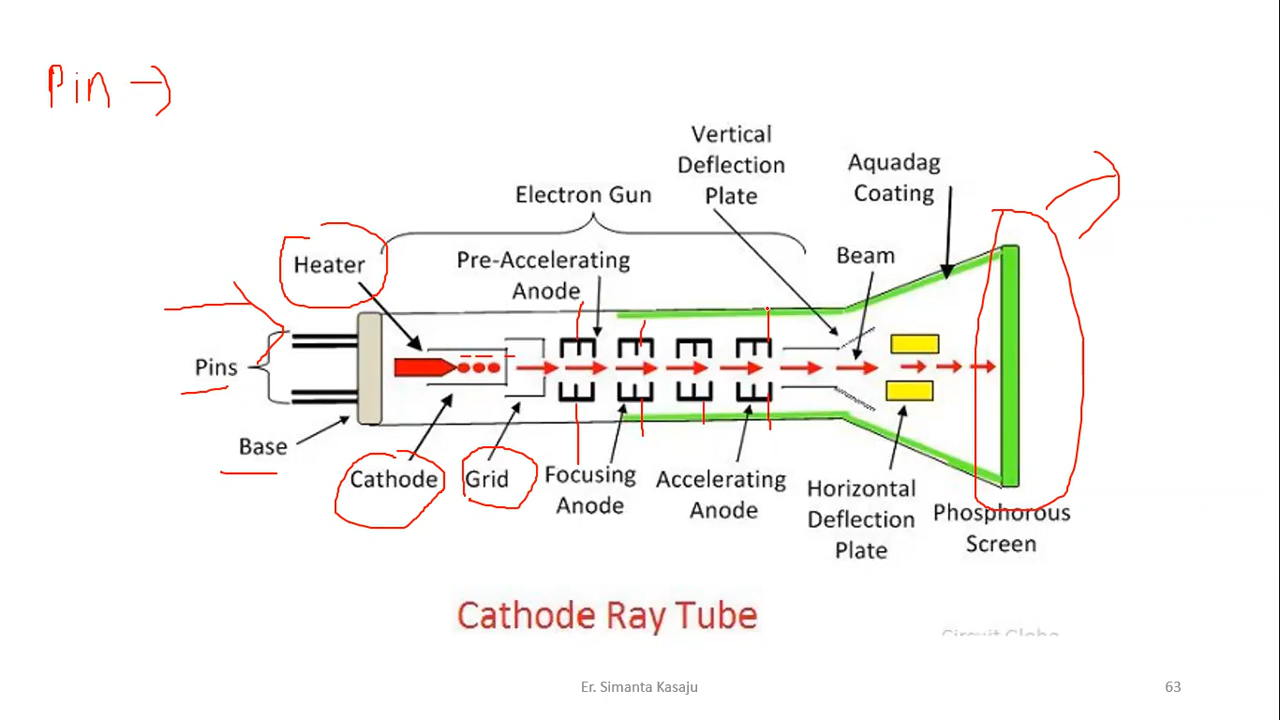 Pin →
Vertical
Deflection
Plate
Aquadag
Coating
Electron Gun
Heater
Pre-Accelerating
Anode
Beam
Pins
Base
Cathode
Grid
Focusing
Anode
Accelerating
Anode
Horizontal
Deflection
Plate
Phosphorous
Screen
Cathode Ray Tube
Er. Simanta Kasaju
63